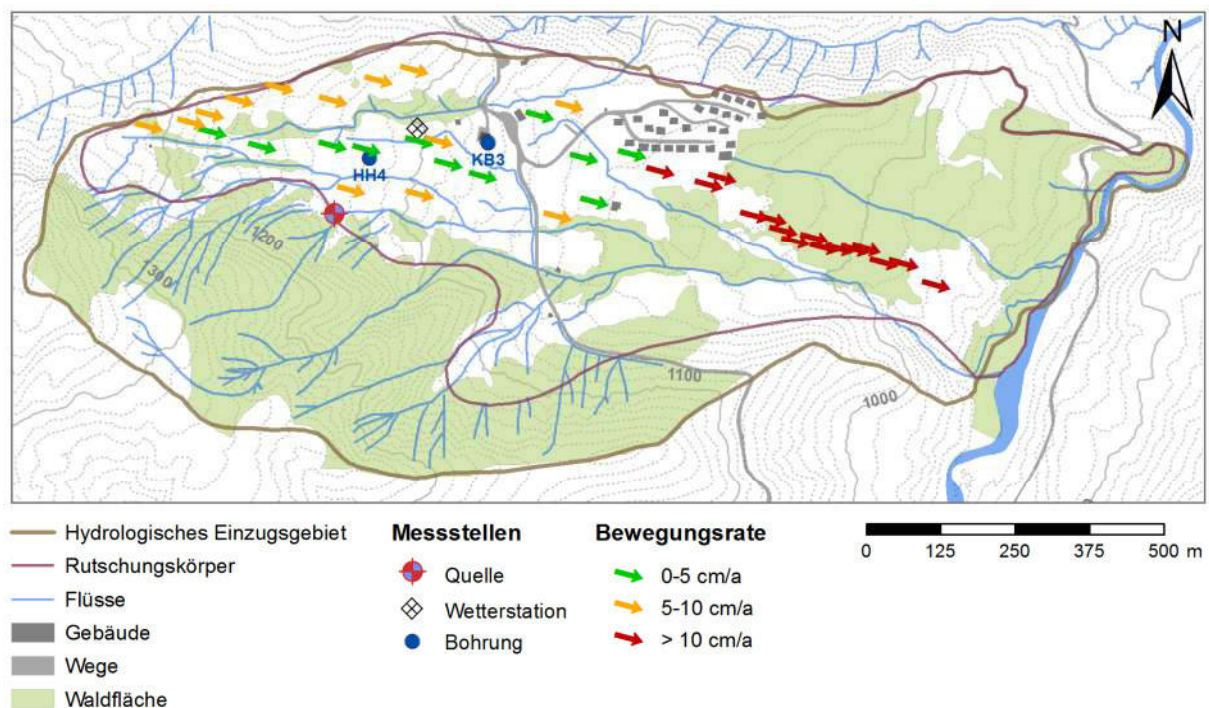 N
KB3
HH4
1200
1300
1100
1000
Hydrologisches Einzugsgebiet
Rutschungskörper
Flüsse
Gebäude
Wege
Waldfläche
Messstellen
Quelle
Wetterstation
Bohrung
Bewegungsrate
0-5 cm/a
5-10 cm/a
> 10 cm/a
0 125 250 375 500 m